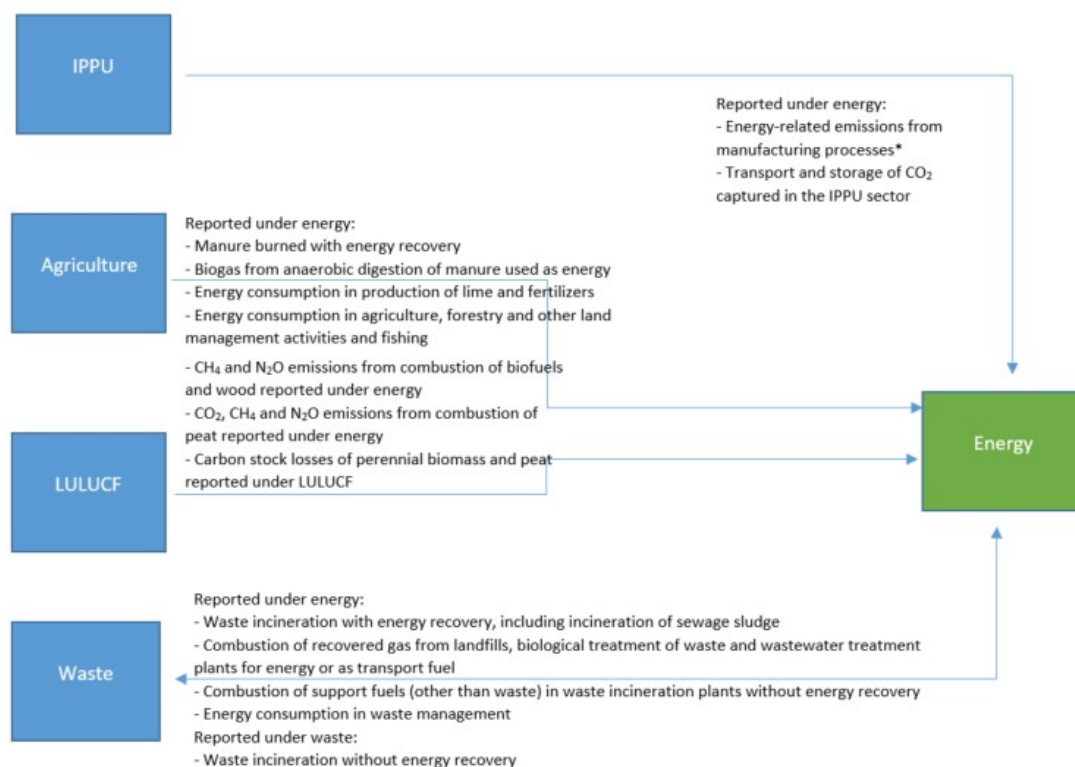 IPPU
Reported under energy:
- Energy-related emissions from
manufacturing processes*
- Transport and storage of CO₂
captured in the IPPU sector
Agriculture
Reported under energy:
- Manure burned with energy recovery
- Biogas from anaerobic digestion of manure used as energy
- Energy consumption in production of lime and fertilizers
- Energy consumption in agriculture, forestry and other land
management activities and fishing
- CH₄ and N₂O emissions from combustion of biofuels
and wood reported under energy
- CO₂, CH₄ and N₂O emissions from combustion of
peat reported under energy
- Carbon stock losses of perennial biomass and peat
reported under LULUCF
LULUCF
Energy
Waste
Reported under energy:
- Waste incineration with energy recovery, including incineration of sewage sludge
- Combustion of recovered gas from landfills, biological treatment of waste and wastewater treatment
plants for energy or as transport fuel
- Combustion of support fuels (other than waste) in waste incineration plants without energy recovery
- Energy consumption in waste management
Reported under waste:
- Waste incineration without energy recovery